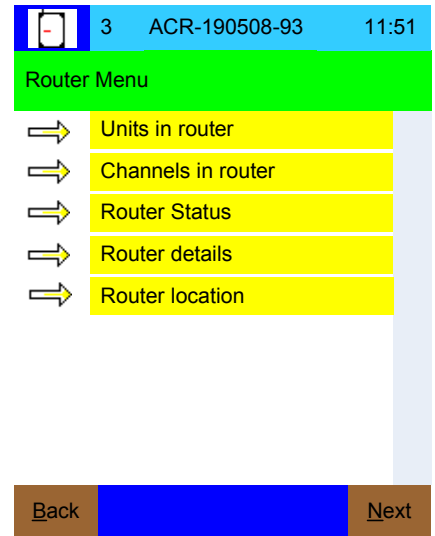 3 ACR-190508-93 11:51
Router Menu
Units in router
Channels in router
Router Status
Router details
Router location
Back Next